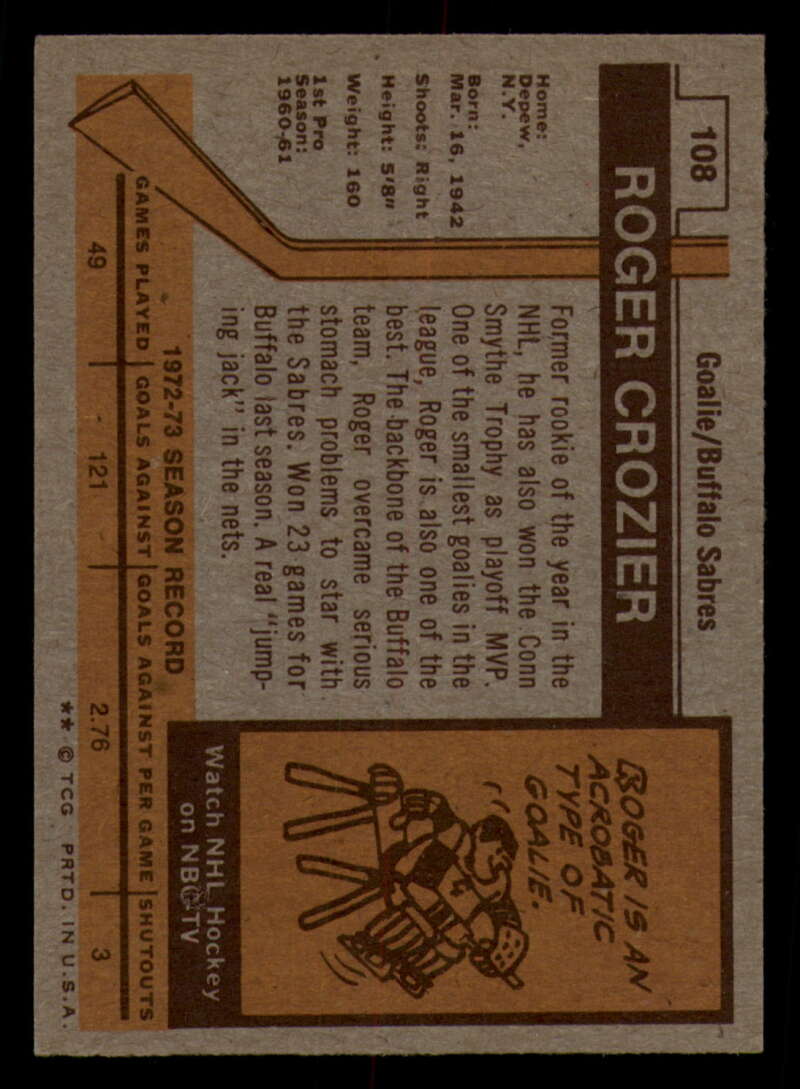 108
Goalie/Buffalo Sabres
ROGER CROZIER
Home:
Depew,
N.Y.
Born:
Mar. 16, 1942
Shoots: Right
Height: 5'8"
Weight: 160
1st Pro
Season:
1960-61
Former rookie of the year in the
NHL, he has also won the Conn
Smythe Trophy as playoff MVP.
One of the smallest goalies in the
league, Roger is also one of the
best. The backbone of the Buffalo
team, Roger overcame serious
stomach problems to star with
the Sabres. Won 23 games for
Buffalo last season. A real "jump-
ing jack" in the nets.
ROGER IS AN
ACROBATIC
TYPE OF
GOALIE.
Watch NHL Hockey
on NBC-TV
1972-73 SEASON RECORD
GAMES PLAYED GOALS AGAINST GOALS AGAINST PER GAME SHUTOUTS
49 121 2.76 3
** © TCG PRTD. IN U.S.A.